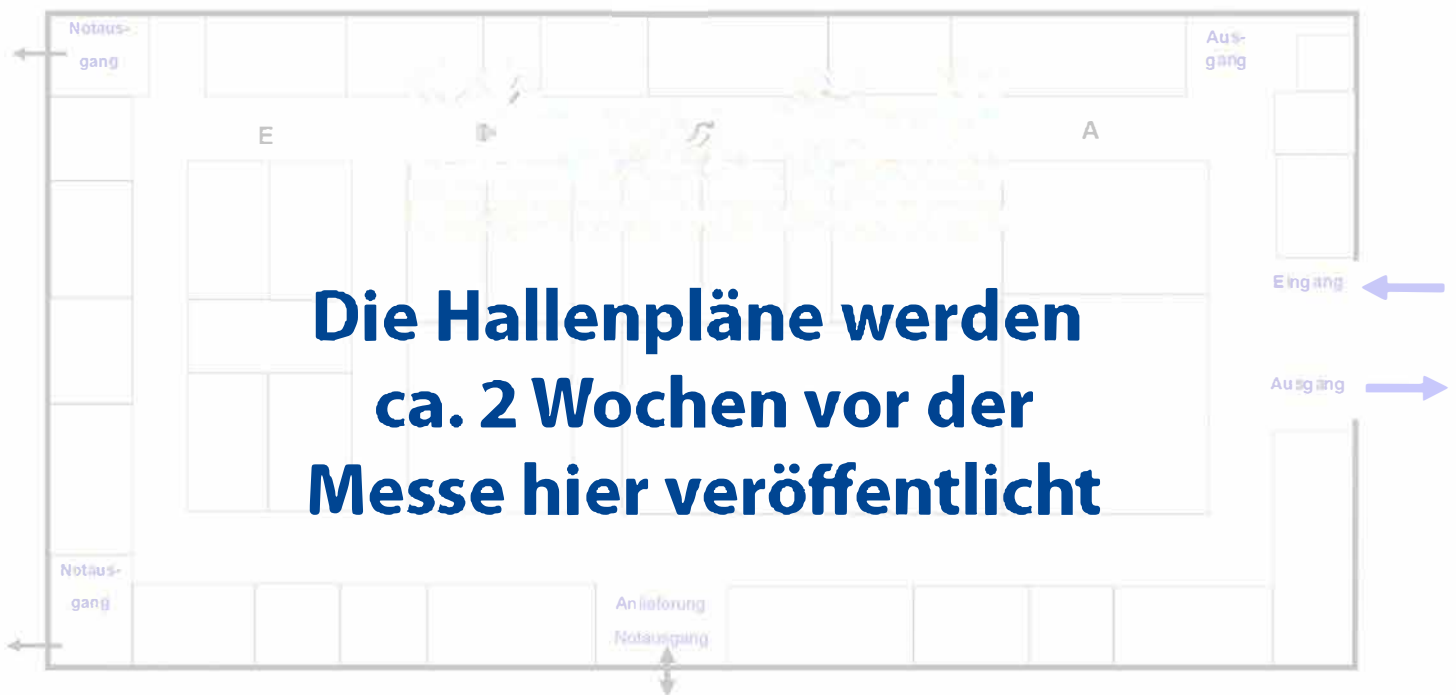 Notaus-
gang
Aus-
gang
E
A
Eingang
Die Hallenpläne werden
ca. 2 Wochen vor der
Messe hier veröffentlicht
Ausgang
Notaus-
gang
Anlieferung
Notausgang